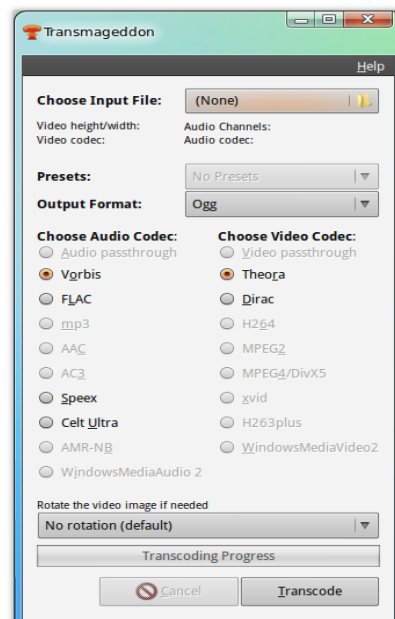 Transmageddon
Help
Choose Input File: (None)
Video height/width: Audio Channels:
Video codec: Audio codec:
Presets: No Presets
Output Format: Ogg
Choose Audio Codec: Choose Video Codec:
Audio passthrough Video passthrough
Vorbis Theora
FLAC Dirac
mp3 H264
AAC MPEG2
AC3 MPEG4/DivX5
Speex xvid
Celt Ultra H263plus
AMR-NB WindowsMediaVideo2
WindowsMediaAudio 2
Rotate the video image if needed
No rotation (default)
Transcoding Progress
Cancel Transcode